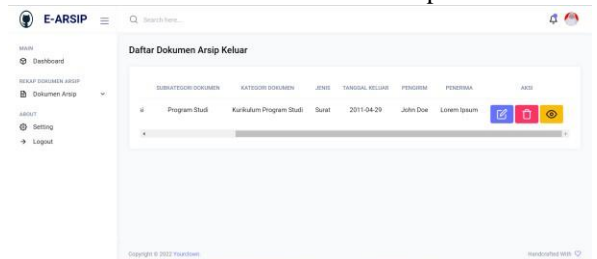 E-ARSIP
Search here...
MAIN
Dashboard
REKAP DOKUMEN ARSIP
Dokumen Arsip
ABOUT
Setting
Logout
Daftar Dokumen Arsip Keluar
SUBKATEGORI DOKUMEN KATEGORI DOKUMEN JENIS TANGGAL KELUAR PENGIRIM PENERIMA AKSI
Program Studi Kurikulum Program Studi Surat 2011-04-29 John Doe Lorem Ipsum
Copyright © 2022
Handcrafted With